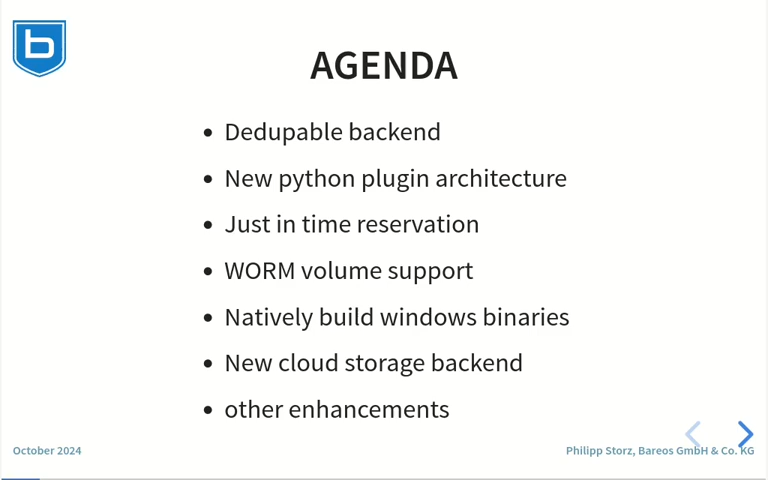 AGENDA
Dedupable backend
New python plugin architecture
Just in time reservation
WORM volume support
Natively build windows binaries
New cloud storage backend
other enhancements
October 2024
Philipp Storz, Bareos GmbH & Co. KG